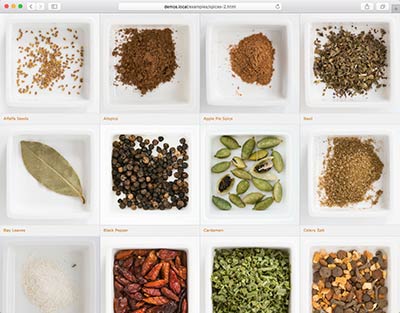 demos.local/examples/spices-2.html
Alfalfa Seeds
Allspice
Apple Pie Spice
Basil
Bay Leaves
Black Pepper
Cardamon
Celery Salt